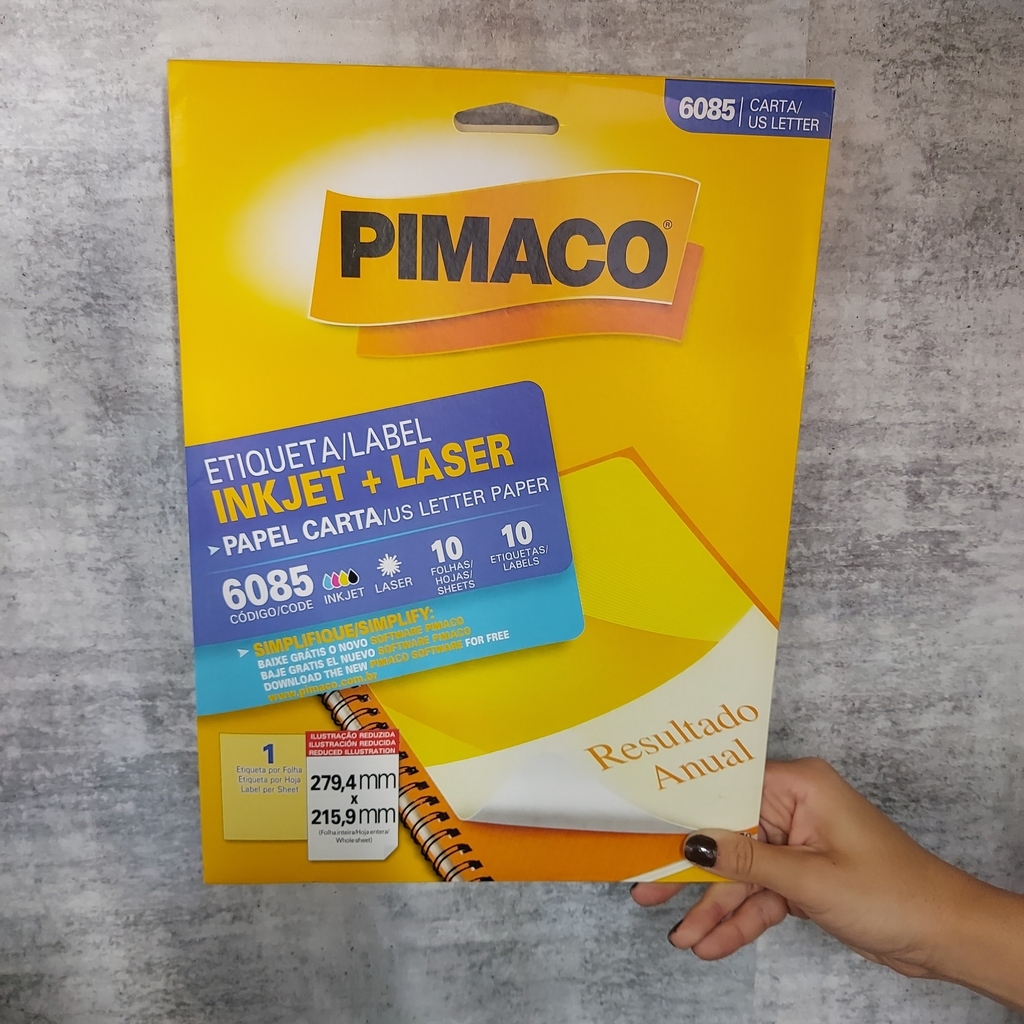 6085 CARTA/
US LETTER
PIMACO®
ETIQUETA/LABEL
INKJET + LASER
➤ PAPEL CARTA/US LETTER PAPER
6085
CÓDIGO/CODE
INKJET
LASER
10
FOLHAS/
HOJAS/
SHEETS
10
ETIQUETAS/
LABELS
➤ SIMPLIFIQUE/SIMPLIFY:
BAIXE GRÁTIS O NOVO SOFTWARE PIMACO
BAJE GRATIS EL NUEVO SOFTWARE PIMACO
DOWNLOAD THE NEW PIMACO SOFTWARE FOR FREE
www.pimaco.com.br
Resultado
Anual
1
Etiqueta por Folha
Etiqueta por Hoja
Label per Sheet
ILUSTRAÇÃO REDUZIDA
ILUSTRACIÓN REDUCIDA
REDUCED ILLUSTRATION
279,4 mm
x
215,9 mm
(Folha inteira/Hoja entera/
Whole sheet)